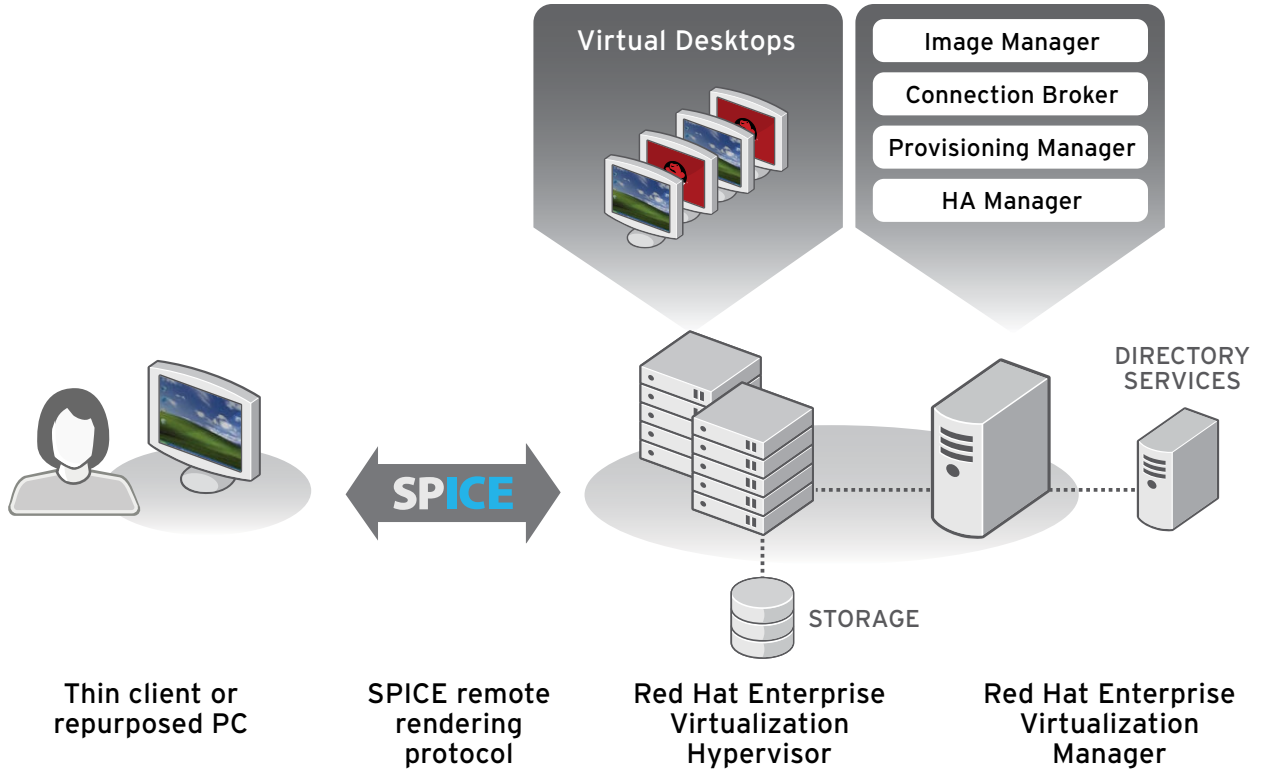 Virtual Desktops
Image Manager
Connection Broker
Provisioning Manager
HA Manager
DIRECTORY
SERVICES
SPICE
STORAGE
Thin client or
repurposed PC
SPICE remote
rendering
protocol
Red Hat Enterprise
Virtualization
Hypervisor
Red Hat Enterprise
Virtualization
Manager